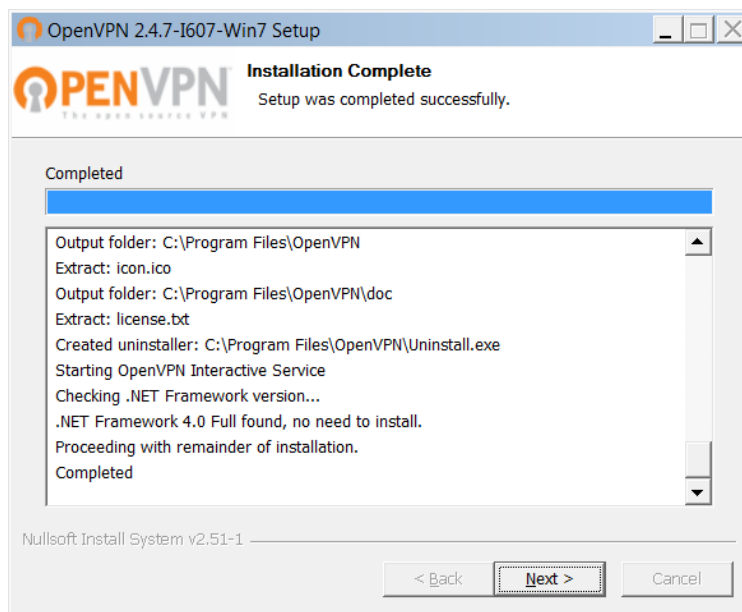 OpenVPN 2.4.7-I607-Win7 Setup
OPENVPN
The open source VPN
Installation Complete
Setup was completed successfully.
Completed
Output folder: C:\Program Files\OpenVPN
Extract: icon.ico
Output folder: C:\Program Files\OpenVPN\doc
Extract: license.txt
Created uninstaller: C:\Program Files\OpenVPN\Uninstall.exe
Starting OpenVPN Interactive Service
Checking .NET Framework version...
.NET Framework 4.0 Full found, no need to install.
Proceeding with remainder of installation.
Completed
Nullsoft Install System v2.51-1
< Back Next > Cancel